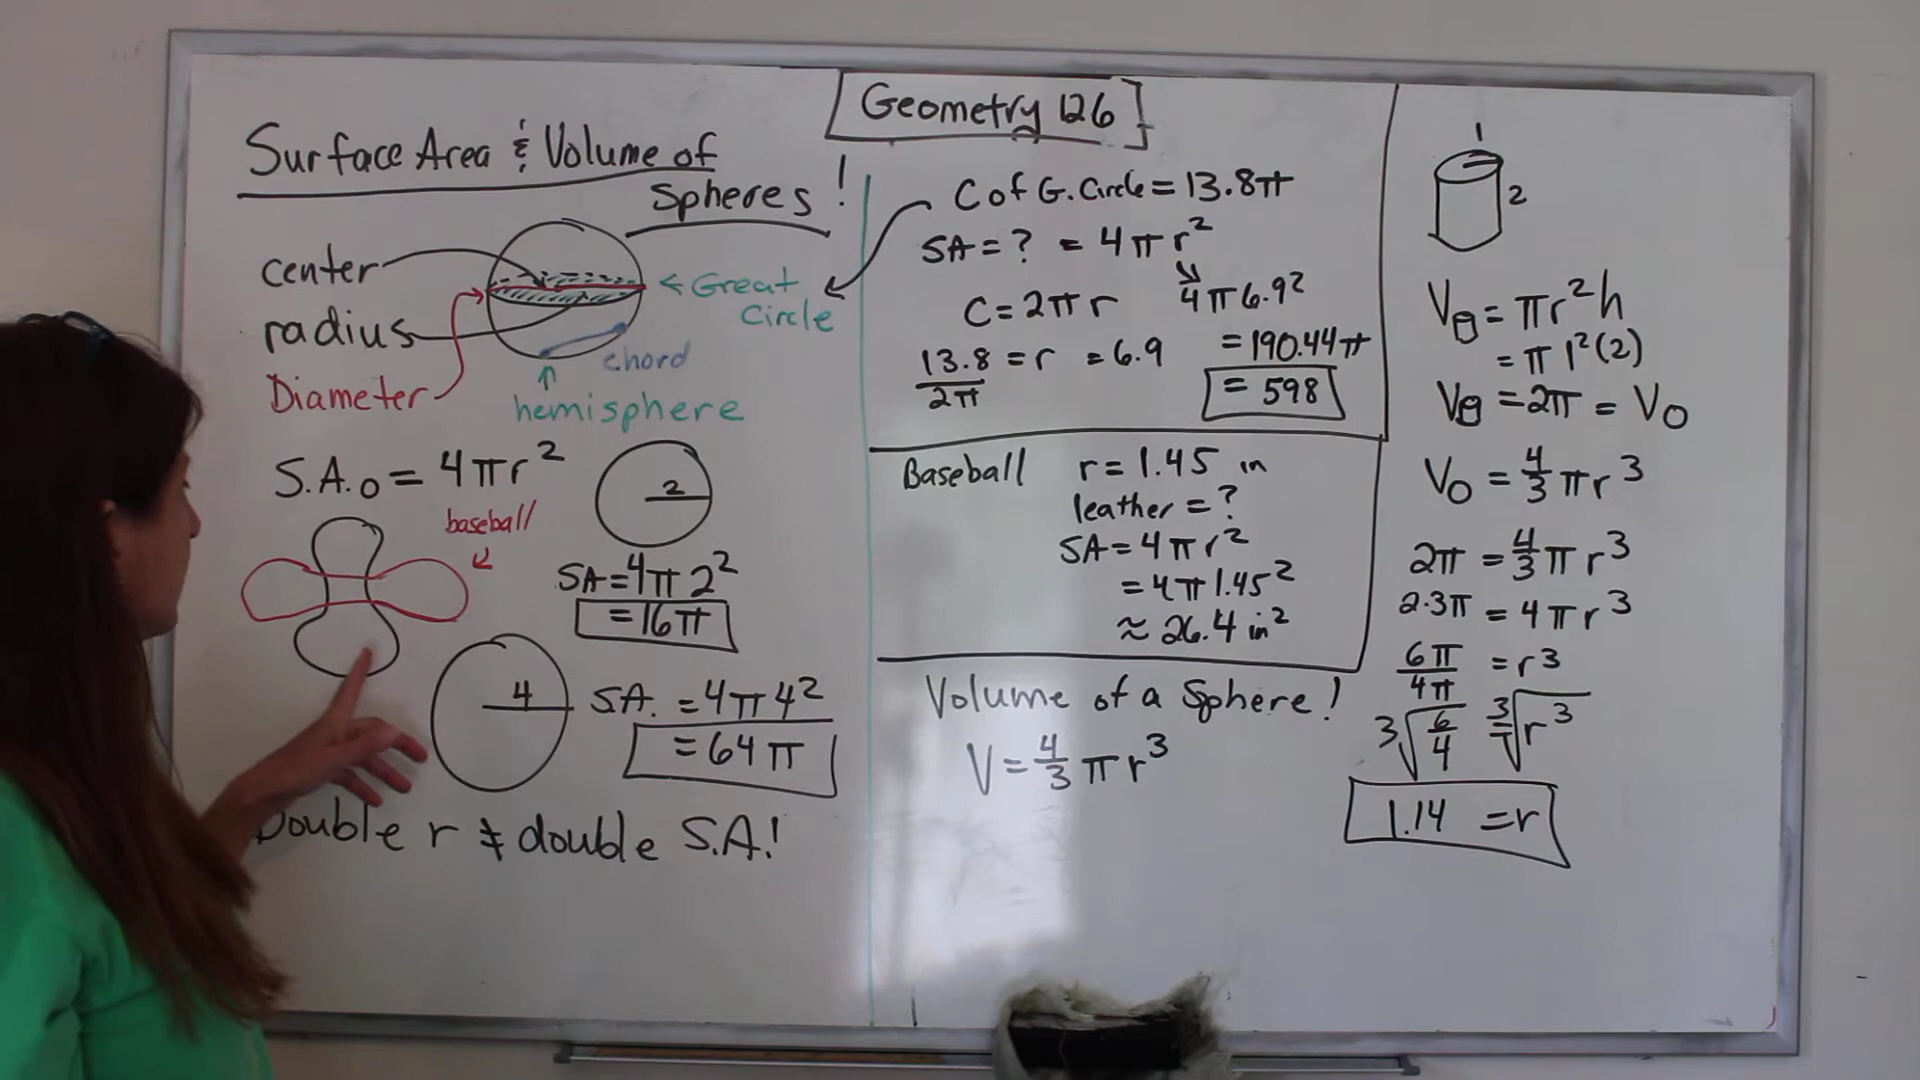 Geometry 126
Surface Area & Volume of
Spheres!
center
radius
Diameter
← Great
Circle
chord
hemisphere
S.A.o = 4πr²
baseball
2
SA = 4π2²
= 16π
4
S.A. = 4π4²
= 64π
Double r ≠ double S.A!
C of G. Circle = 13.8π
SA = ? = 4πr²
4π6.9²
C = 2πr
13.8/2π = r = 6.9
= 190.44π
= 598
Baseball r = 1.45 in
leather = ?
SA = 4πr²
= 4π1.45²
≈ 26.4 in²
Volume of a Sphere!
V = 4/3 πr³
1
2
V = πr²h
= π1²(2)
V = 2π = Vo
Vo = 4/3 πr³
2π = 4/3 πr³
2·3π = 4πr³
6π/4π = r³
3√6/4 ³√r³
1.14 = r